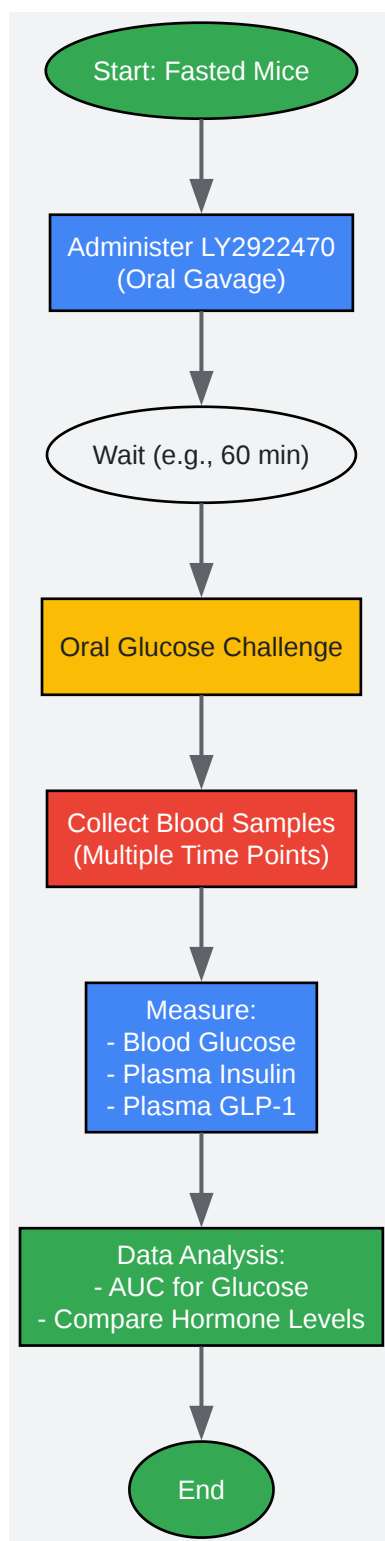 Start: Fasted Mice
Administer LY2922470
(Oral Gavage)
Wait (e.g., 60 min)
Oral Glucose Challenge
Collect Blood Samples
(Multiple Time Points)
Measure:
- Blood Glucose
- Plasma Insulin
- Plasma GLP-1
Data Analysis:
- AUC for Glucose
- Compare Hormone Levels
End